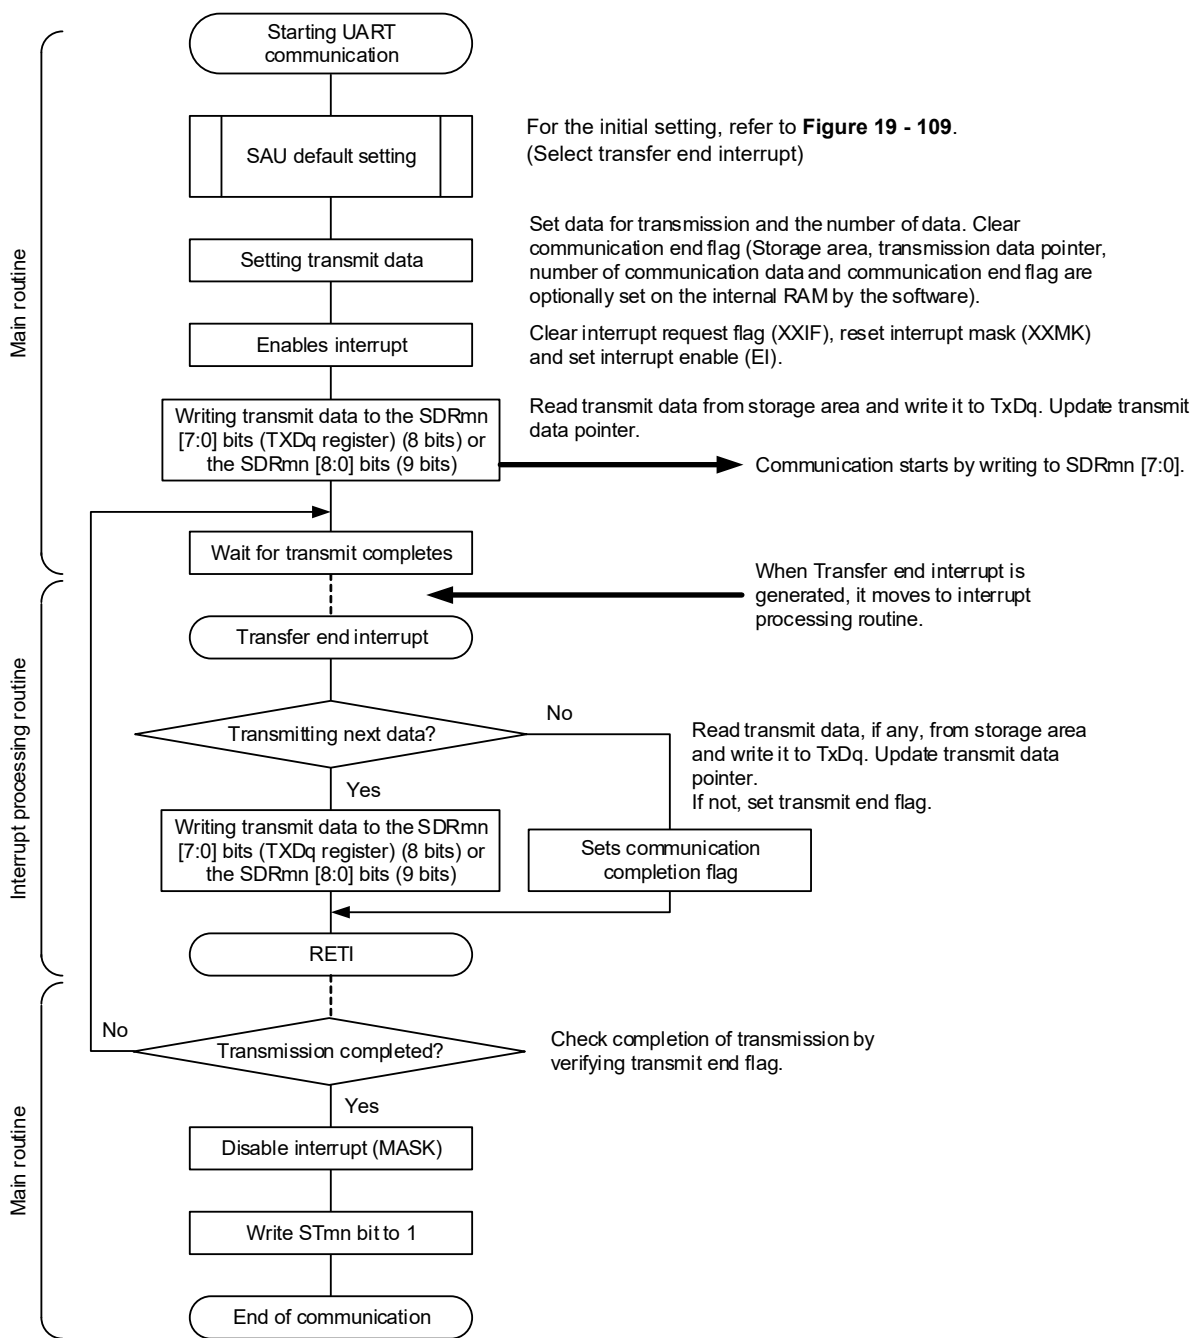 Starting UART
communication
SAU default setting
For the initial setting, refer to Figure 19 - 109.
(Select transfer end interrupt)
Main routine
Setting transmit data
Set data for transmission and the number of data. Clear
communication end flag (Storage area, transmission data pointer,
number of communication data and communication end flag are
optionally set on the internal RAM by the software).
Enables interrupt
Clear interrupt request flag (XXIF), reset interrupt mask (XXMK)
and set interrupt enable (EI).
Writing transmit data to the SDRmn
[7:0] bits (TXDq register) (8 bits) or
the SDRmn [8:0] bits (9 bits)
Read transmit data from storage area and write it to TxDq. Update transmit
data pointer.
Communication starts by writing to SDRmn [7:0].
Wait for transmit completes
When Transfer end interrupt is
generated, it moves to interrupt
processing routine.
Interrupt processing routine
Transfer end interrupt
Transmitting next data?
No
Yes
Read transmit data, if any, from storage area
and write it to TxDq. Update transmit data
pointer.
If not, set transmit end flag.
Writing transmit data to the SDRmn
[7:0] bits (TXDq register) (8 bits) or
the SDRmn [8:0] bits (9 bits)
Sets communication
completion flag
RETI
Main routine
No
Transmission completed?
Check completion of transmission by
verifying transmit end flag.
Yes
Disable interrupt (MASK)
Write STmn bit to 1
End of communication